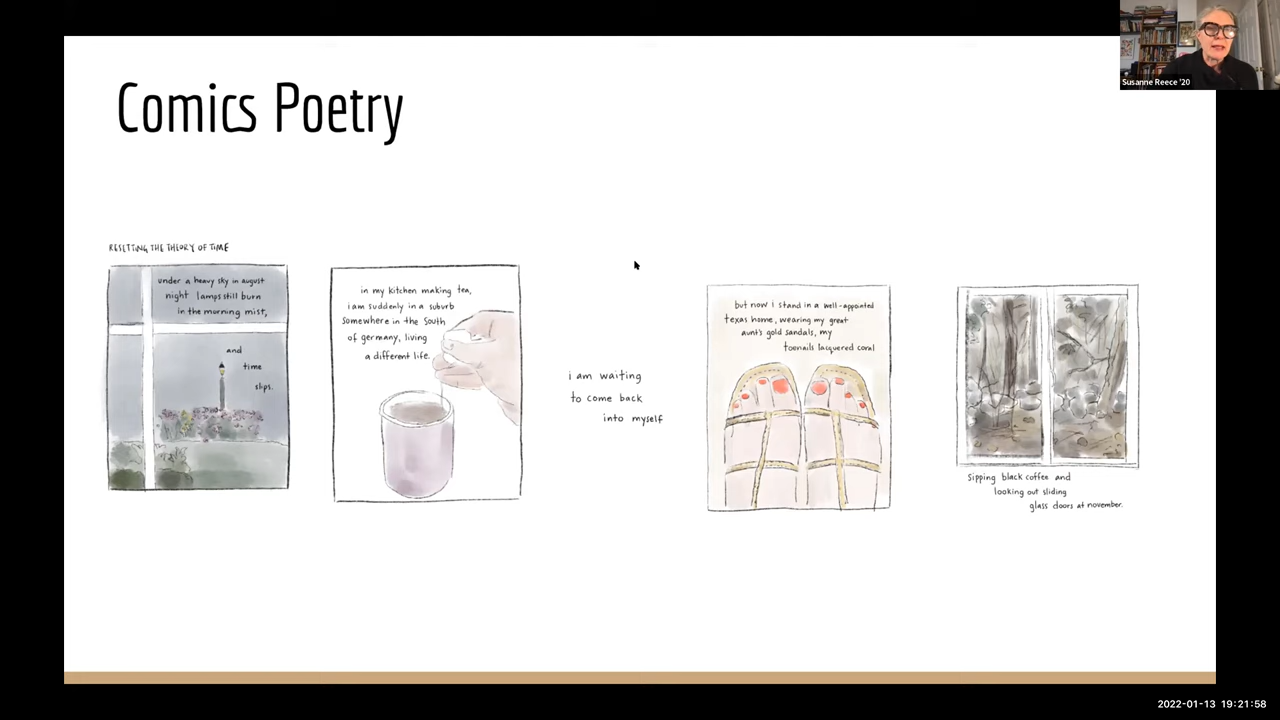 Comics Poetry
Susanne Reece '20
RESETTING THE THEORY OF TIME
under a heavy sky in august
night lamps still burn
in the morning mist,
and
time
slips.
in my kitchen making tea,
i am suddenly in a suburb
somewhere in the South
of germany, living
a different life.
i am waiting
to come back
into myself
but now i stand in a well-appointed
texas home, wearing my great
aunt's gold sandals, my
toenails lacquered coral
Sipping black coffee and
looking out sliding
glass doors at november.
2022-01-13 19:21:58